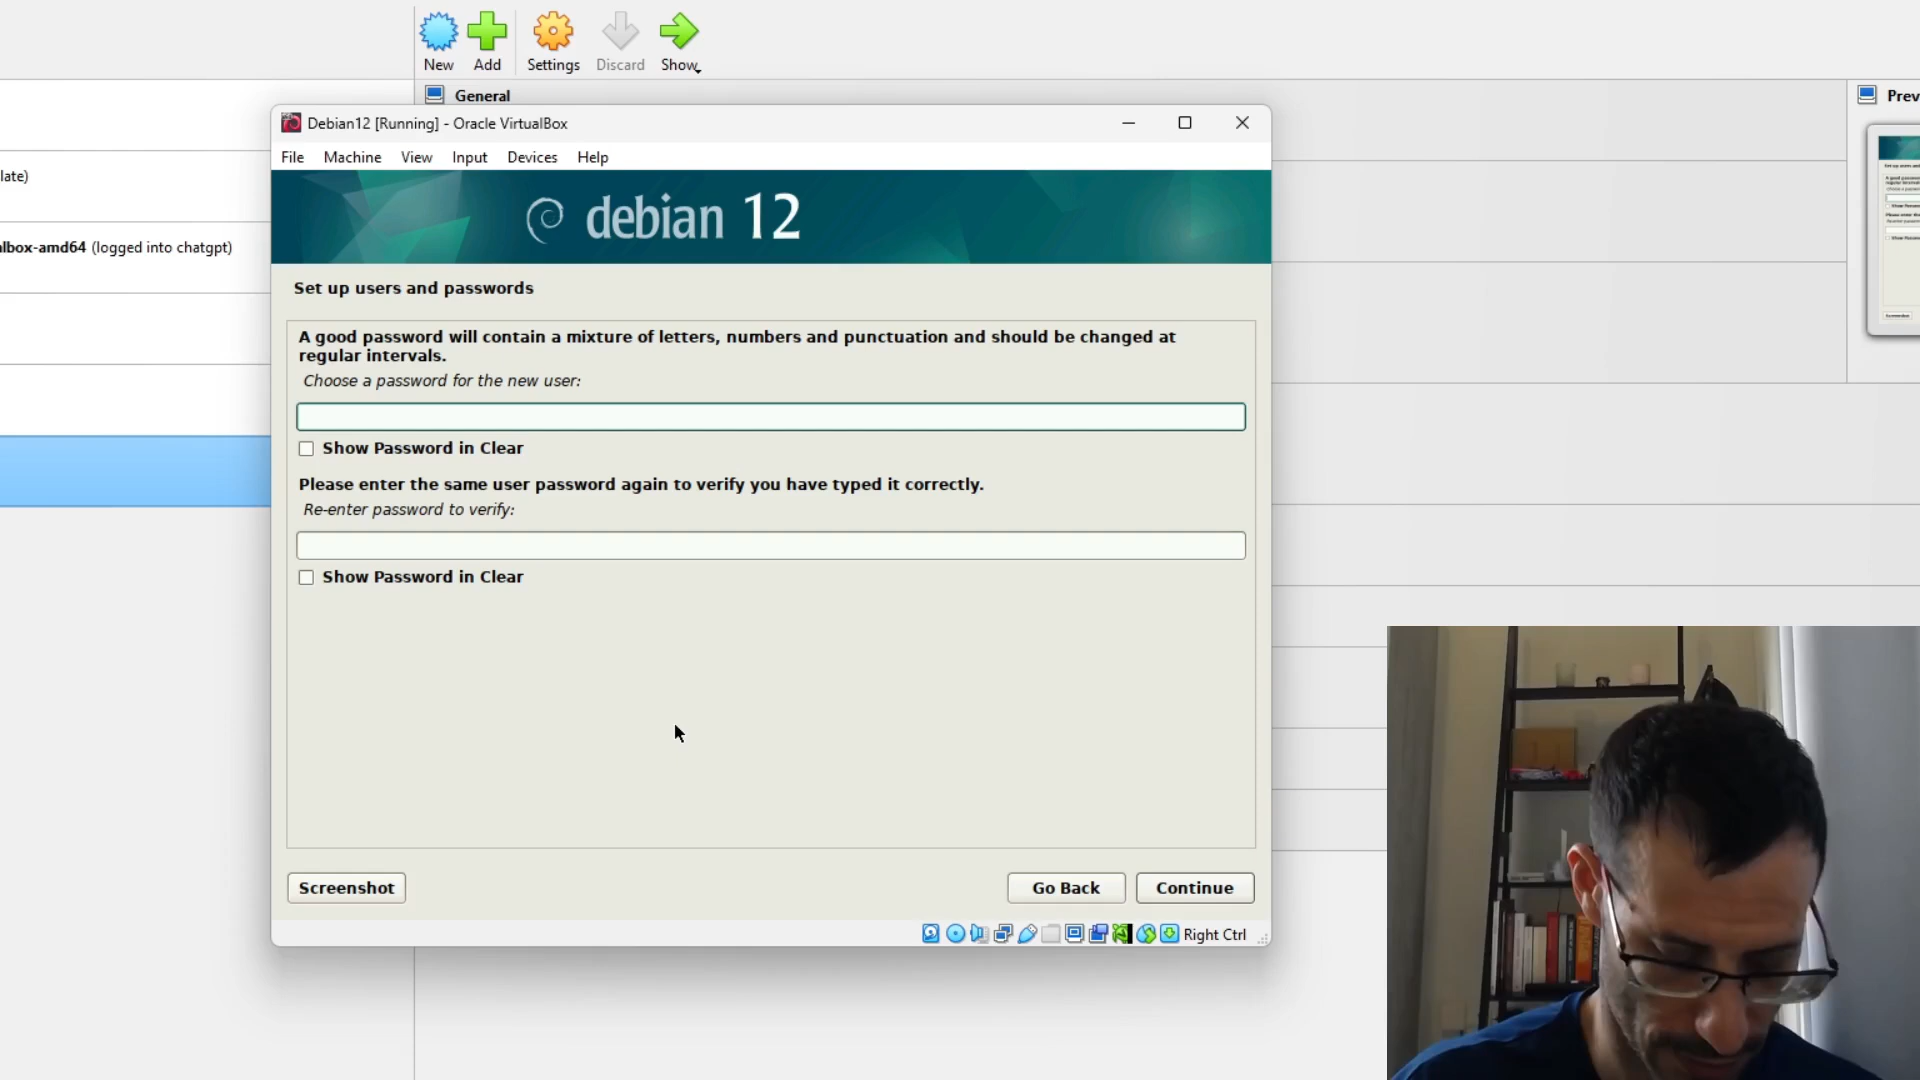 New
Add
Settings
Discard
Show
General
Prev
Debian12 [Running] - Oracle VirtualBox
File
Machine
View
Input
Devices
Help
late)
lbox-amd64 (logged into chatgpt)
debian 12
Set up users and passwords
A good password will contain a mixture of letters, numbers and punctuation and should be changed at
regular intervals.
Choose a password for the new user:
Show Password in Clear
Please enter the same user password again to verify you have typed it correctly.
Re-enter password to verify:
Show Password in Clear
Screenshot
Go Back
Continue
Right Ctrl